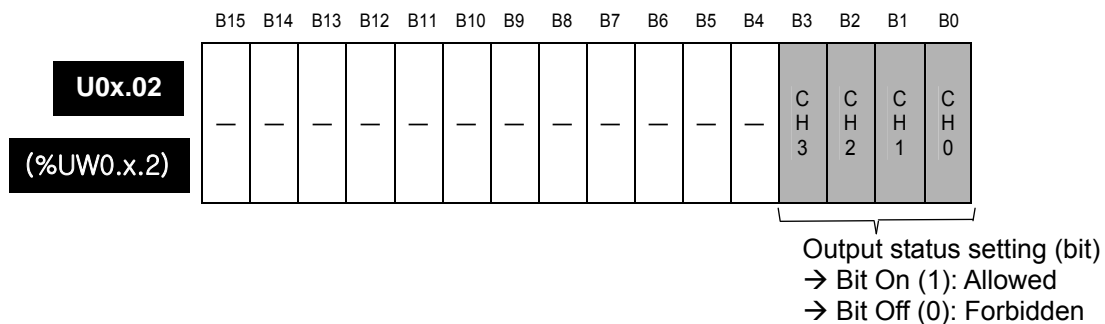 B15 B14 B13 B12 B11 B10 B9 B8 B7 B6 B5 B4 B3 B2 B1 B0
U0x.02
(%UW0.x.2)
— — — — — — — — — — — — CH3 CH2 CH1 CH0
Output status setting (bit)
→ Bit On (1): Allowed
→ Bit Off (0): Forbidden